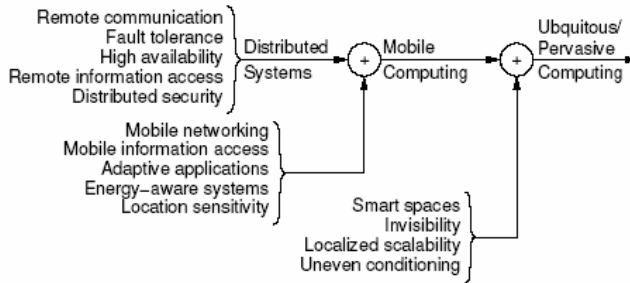 Remote communication
Fault tolerance
High availability
Remote information access
Distributed security
Distributed
Systems
+
Mobile
Computing
+
Ubquitous/
Pervasive
Computing
Mobile networking
Mobile information access
Adaptive applications
Energy-aware systems
Location sensitivity
Smart spaces
Invisibility
Localized scalability
Uneven conditioning